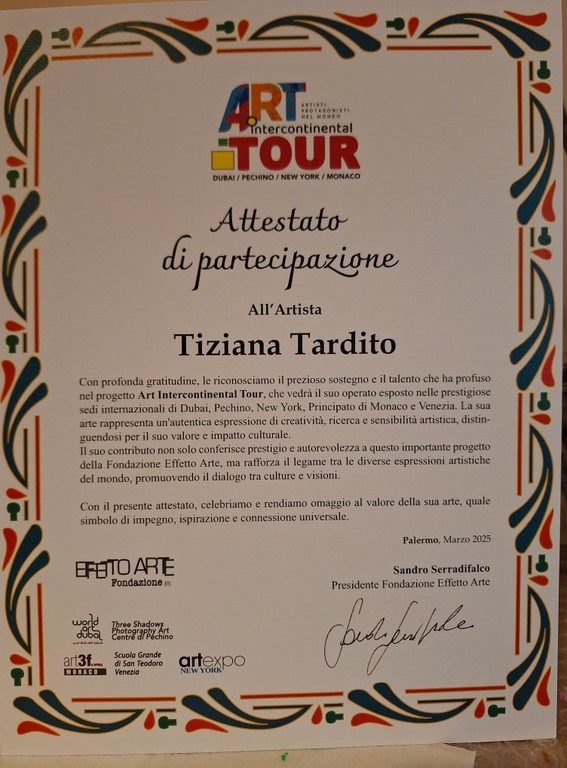 ART
ARTISTI
PROTAGONISTI
NEL MONDO
intercontinental
TOUR
DUBAI / PECHINO / NEW YORK / MONACO
Attestato
di partecipazione
All'Artista
Tiziana Tardito
Con profonda gratitudine, le riconosciamo il prezioso sostegno e il talento che ha profuso
nel progetto Art Intercontinental Tour, che vedrà il suo operato esposto nelle prestigiose
sedi internazionali di Dubai, Pechino, New York, Principato di Monaco e Venezia. La sua
arte rappresenta un'autentica espressione di creatività, ricerca e sensibilità artistica, distin-
guendosi per il suo valore e impatto culturale.
Il suo contributo non solo conferisce prestigio e autorevolezza a questo importante progetto
della Fondazione Effetto Arte, ma rafforza il legame tra le diverse espressioni artistiche
del mondo, promuovendo il dialogo tra culture e visioni.
Con il presente attestato, celebriamo e rendiamo omaggio al valore della sua arte, quale
simbolo di impegno, ispirazione e connessione universale.
Palermo, Marzo 2025
Sandro Serradifalco
Presidente Fondazione Effetto Arte
EFFETO ARTE
Fondazione
world
art
dubai
Three Shadows
Photography Art
Centre di Pechino
art3f
MONACO
Scuola Grande
di San Teodoro
Venezia
artexpo
NEW YORK